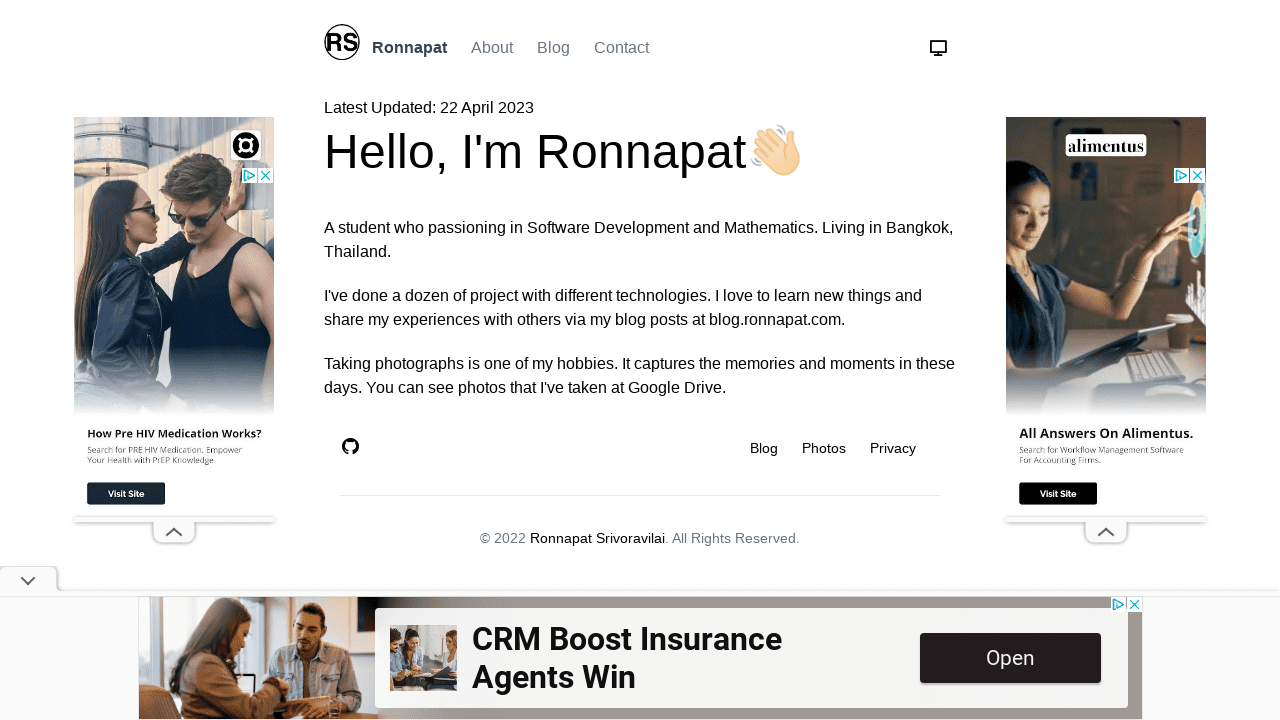 RS
Ronnapat
About
Blog
Contact
Latest Updated: 22 April 2023
Hello, I'm Ronnapat👋
A student who passioning in Software Development and Mathematics. Living in Bangkok,
Thailand.
I've done a dozen of project with different technologies. I love to learn new things and
share my experiences with others via my blog posts at blog.ronnapat.com.
Taking photographs is one of my hobbies. It captures the memories and moments in these
days. You can see photos that I've taken at Google Drive.
Blog
Photos
Privacy
© 2022 Ronnapat Srivoravilai. All Rights Reserved.
How Pre HIV Medication Works?
Search for PRE HIV Medication. Empower
Your Health with PrEP Knowledge
Visit Site
alimentus
All Answers On Alimentus.
Search for Workflow Management Software
For Accounting Firms.
Visit Site
CRM Boost Insurance
Agents Win
Open